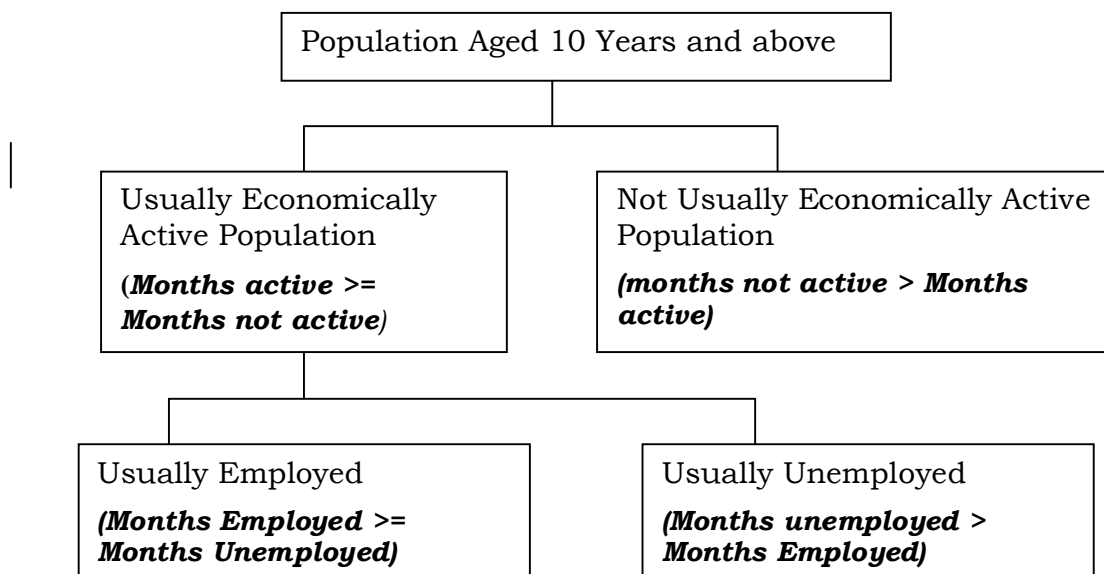 Population Aged 10 Years and above
Usually Economically
Active Population
(Months active >=
Months not active)
Not Usually Economically Active
Population
(months not active > Months
active)
Usually Employed
(Months Employed >=
Months Unemployed)
Usually Unemployed
(Months unemployed >
Months Employed)